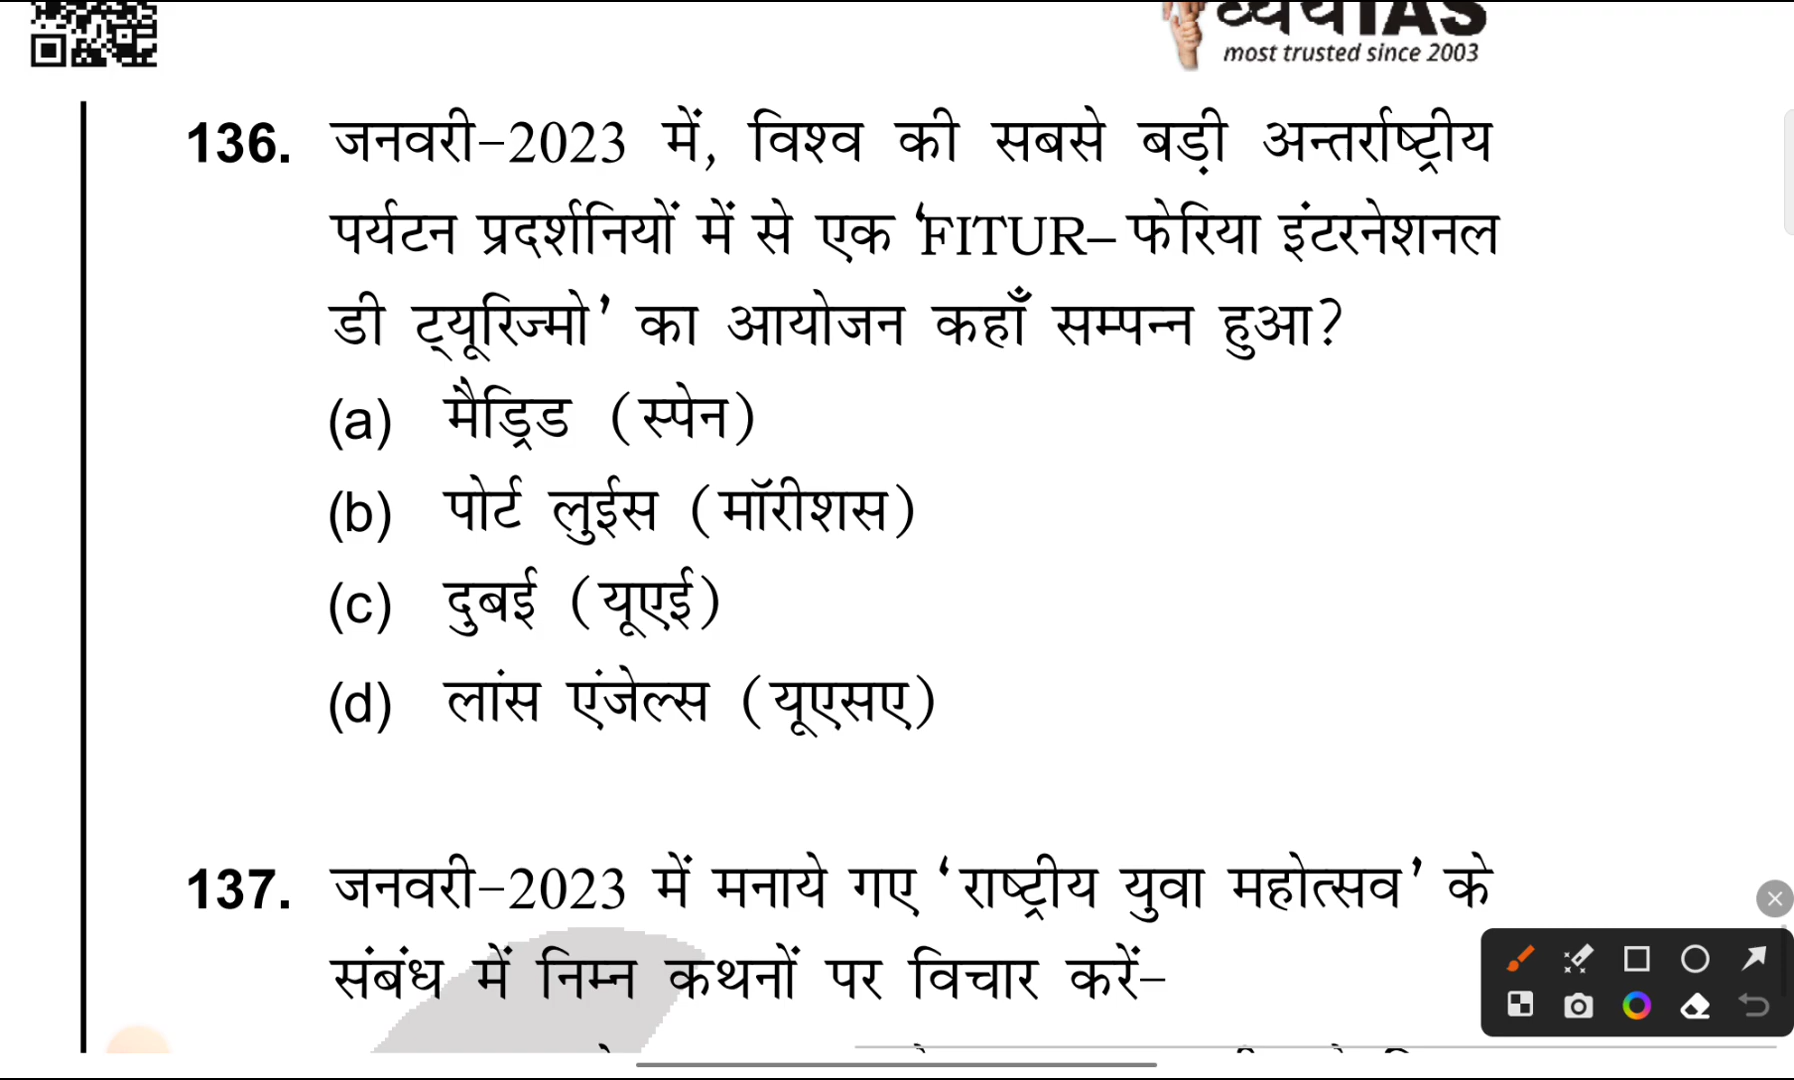 ध्येय IAS
most trusted since 2003
136. जनवरी-2023 में, विश्व की सबसे बड़ी अन्तर्राष्ट्रीय
पर्यटन प्रदर्शनियों में से एक ‘FITUR– फेरिया इंटरनेशनल
डी ट्यूरिज्मो’ का आयोजन कहाँ सम्पन्न हुआ?
(a) मैड्रिड (स्पेन)
(b) पोर्ट लुईस (मॉरीशस)
(c) दुबई (यूएई)
(d) लांस एंजेल्स (यूएसए)
137. जनवरी-2023 में मनाये गए ‘राष्ट्रीय युवा महोत्सव’ के
संबंध में निम्न कथनों पर विचार करें-